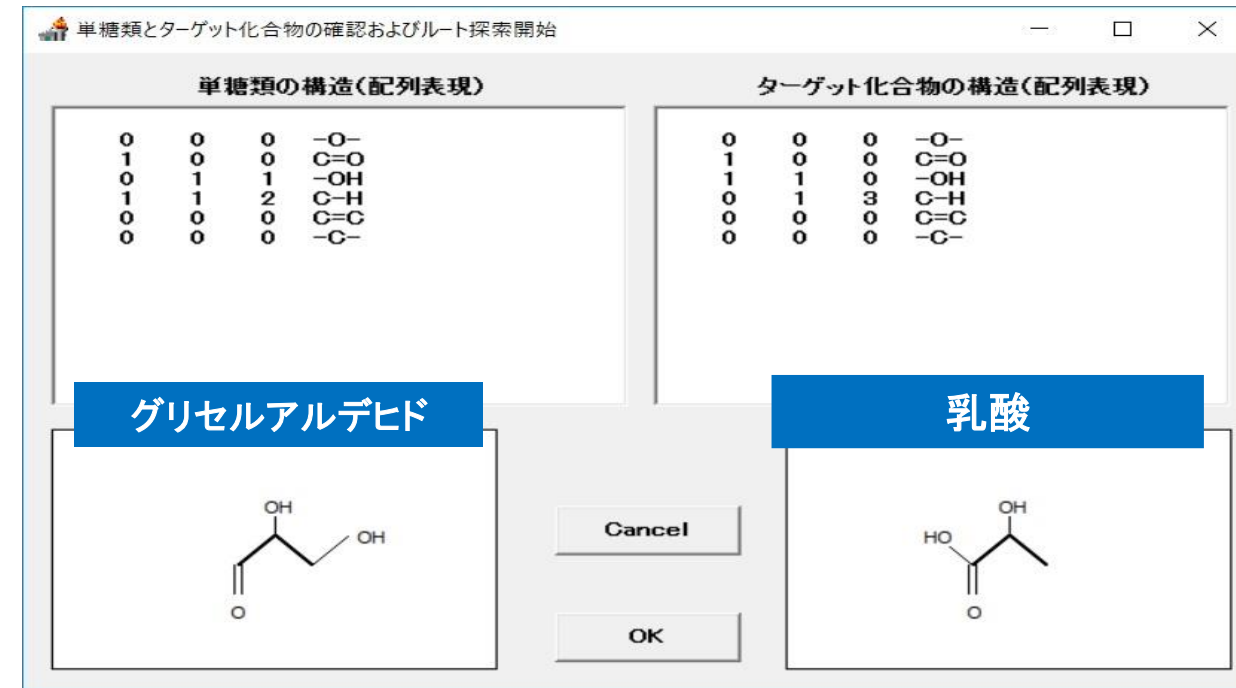 単糖類とターゲット化合物の確認およびルート探索開始
単糖類の構造(配列表現)
0 0 0 -O-
1 0 0 C=O
0 1 1 -OH
1 1 2 C-H
0 0 0 C=C
0 0 0 -C-
ターゲット化合物の構造(配列表現)
0 0 0 -O-
1 0 0 C=O
1 1 0 -OH
0 1 3 C-H
0 0 0 C=C
0 0 0 -C-
グリセルアルデヒド
乳酸
OH
OH
O
Cancel
OK
OH
HO
O